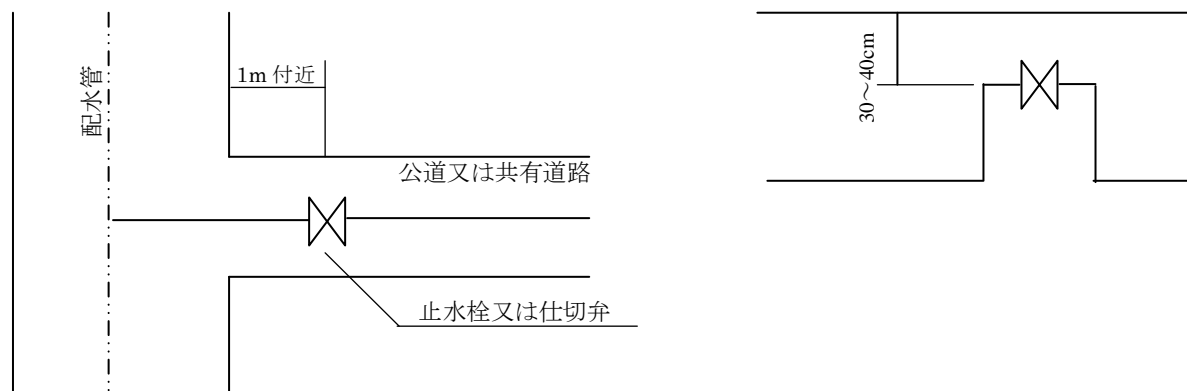 1m 付近
配水管
公道又は共有道路
止水栓又は仕切弁
30～40cm